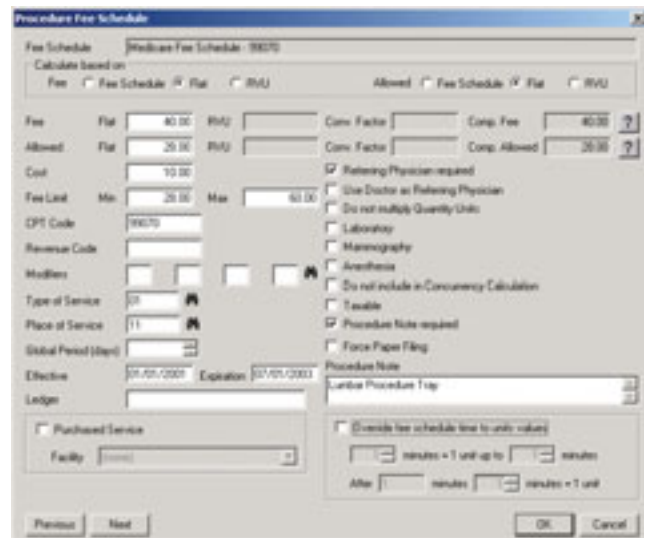 Procedure Fee Schedule
Fee Schedule Medicare Fee Schedule - 99070
Calculate based on
Fee Fee Schedule Flat RVU Allowed Fee Schedule Flat RVU
Fee Flat 40.00 RVU Conv. Factor Comp. Fee 40.00 ?
Allowed Flat 28.00 RVU Conv. Factor Comp. Allowed 28.00 ?
Cost 10.00 Referring Physician required
Use Doctor as Referring Physician
Fee Limit Min 28.00 Max 60.00
Do not multiply Quantity Units
CPT Code 99070
Laboratory
Revenue Code
Mammography
Modifiers
Anesthesia
Do not include in Concurrency Calculation
Type of Service 01
Taxable
Place of Service 11
Procedure Note required
Global Period (days)
Force Paper Filing
Procedure Note
Effective 01/01/2001 Expiration 07/01/2003
Lumbar Procedure Tray
Ledger
Purchased Service
Override fee schedule time to units values
Facility (none)
minutes = 1 unit up to minutes
After minutes minutes = 1 unit
Previous Next OK Cancel